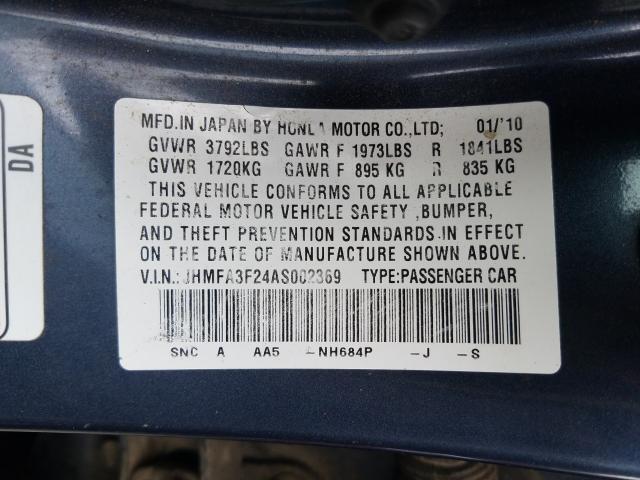 MFD.IN JAPAN BY HONDA MOTOR CO.,LTD; 01/'10
GVWR 3792LBS GAWR F 1973LBS R 1841LBS
GVWR 1720KG GAWR F 895 KG R 835 KG
THIS VEHICLE CONFORMS TO ALL APPLICABLE
FEDERAL MOTOR VEHICLE SAFETY ,BUMPER,
AND THEFT PREVENTION STANDARDS IN EFFECT
ON THE DATE OF MANUFACTURE SHOWN ABOVE.
V.I.N.: JHMFA3F24AS002369 TYPE:PASSENGER CAR
SNC A AA5 -NH684P -J -S
DA